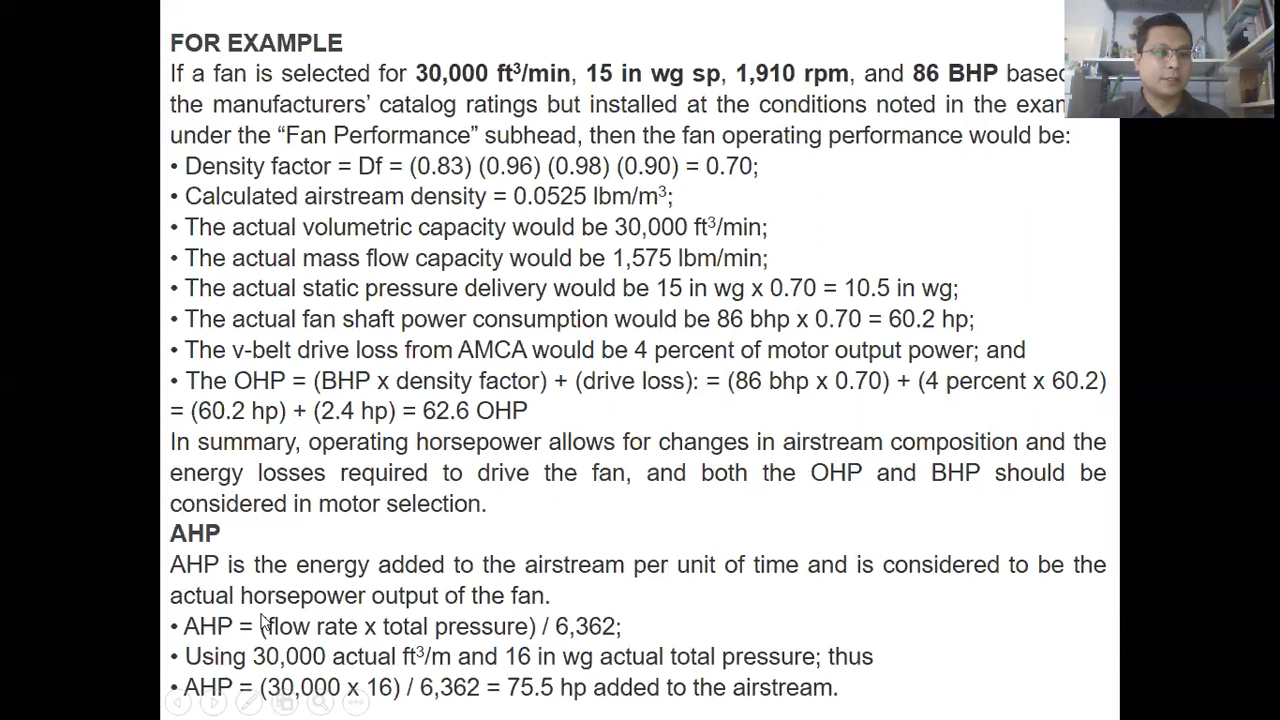 FOR EXAMPLE
If a fan is selected for 30,000 ft³/min, 15 in wg sp, 1,910 rpm, and 86 BHP
the manufacturers' catalog ratings but installed at the conditions noted in the
under the “Fan Performance” subhead, then the fan operating performance would be:
• Density factor = Df = (0.83) (0.96) (0.98) (0.90) = 0.70;
• Calculated airstream density = 0.0525 lbm/m³;
• The actual volumetric capacity would be 30,000 ft³/min;
• The actual mass flow capacity would be 1,575 lbm/min;
• The actual static pressure delivery would be 15 in wg x 0.70 = 10.5 in wg;
• The actual fan shaft power consumption would be 86 bhp x 0.70 = 60.2 hp;
• The v-belt drive loss from AMCA would be 4 percent of motor output power; and
• The OHP = (BHP x density factor) + (drive loss): = (86 bhp x 0.70) + (4 percent x 60.2)
= (60.2 hp) + (2.4 hp) = 62.6 OHP
In summary, operating horsepower allows for changes in airstream composition and the
energy losses required to drive the fan, and both the OHP and BHP should be
considered in motor selection.
AHP
AHP is the energy added to the airstream per unit of time and is considered to be the
actual horsepower output of the fan.
• AHP = (flow rate x total pressure) / 6,362;
• Using 30,000 actual ft³/m and 16 in wg actual total pressure; thus
• AHP = (30,000 x 16) / 6,362 = 75.5 hp added to the airstream.